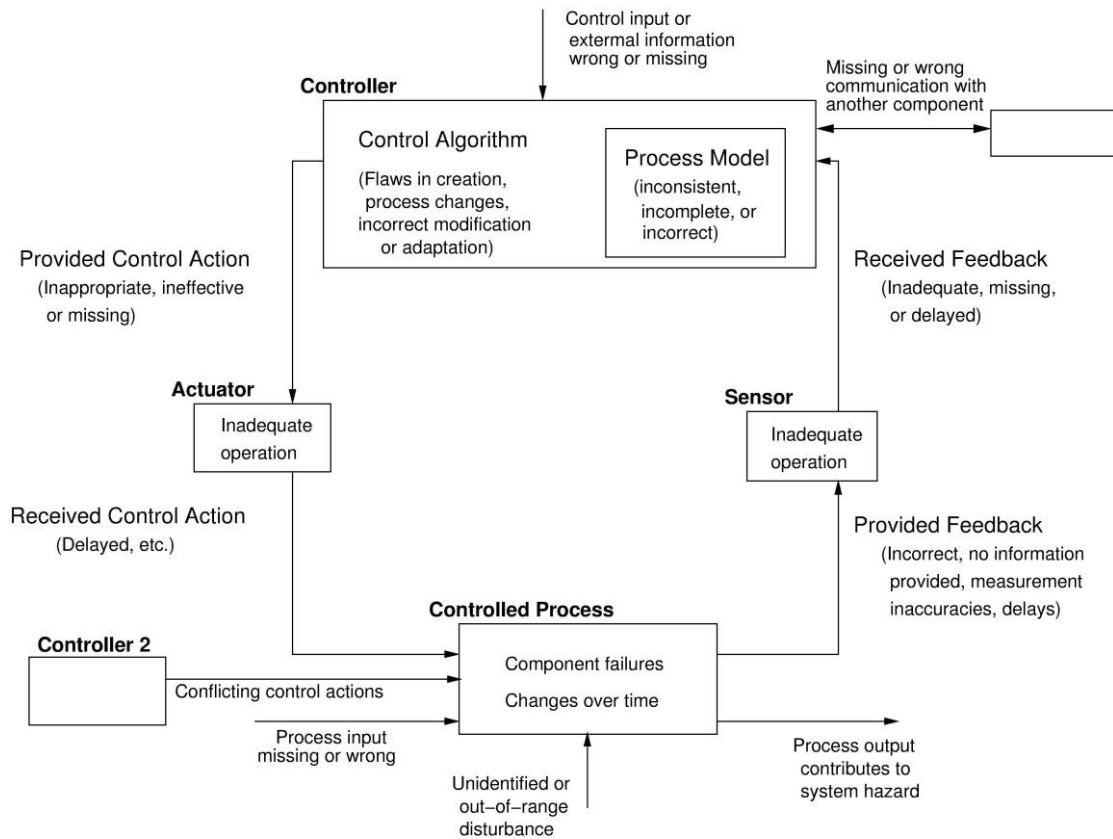 Control input or
external information
wrong or missing
Missing or wrong
communication with
another component
Controller
Control Algorithm
(Flaws in creation,
process changes,
incorrect modification
or adaptation)
Process Model
(inconsistent,
incomplete, or
incorrect)
Provided Control Action
(Inappropriate, ineffective
or missing)
Received Feedback
(Inadequate, missing,
or delayed)
Actuator
Inadequate
operation
Sensor
Inadequate
operation
Received Control Action
(Delayed, etc.)
Provided Feedback
(Incorrect, no information
provided, measurement
inaccuracies, delays)
Controlled Process
Component failures
Changes over time
Controller 2
Conflicting control actions
Process input
missing or wrong
Unidentified or
out−of−range
disturbance
Process output
contributes to
system hazard